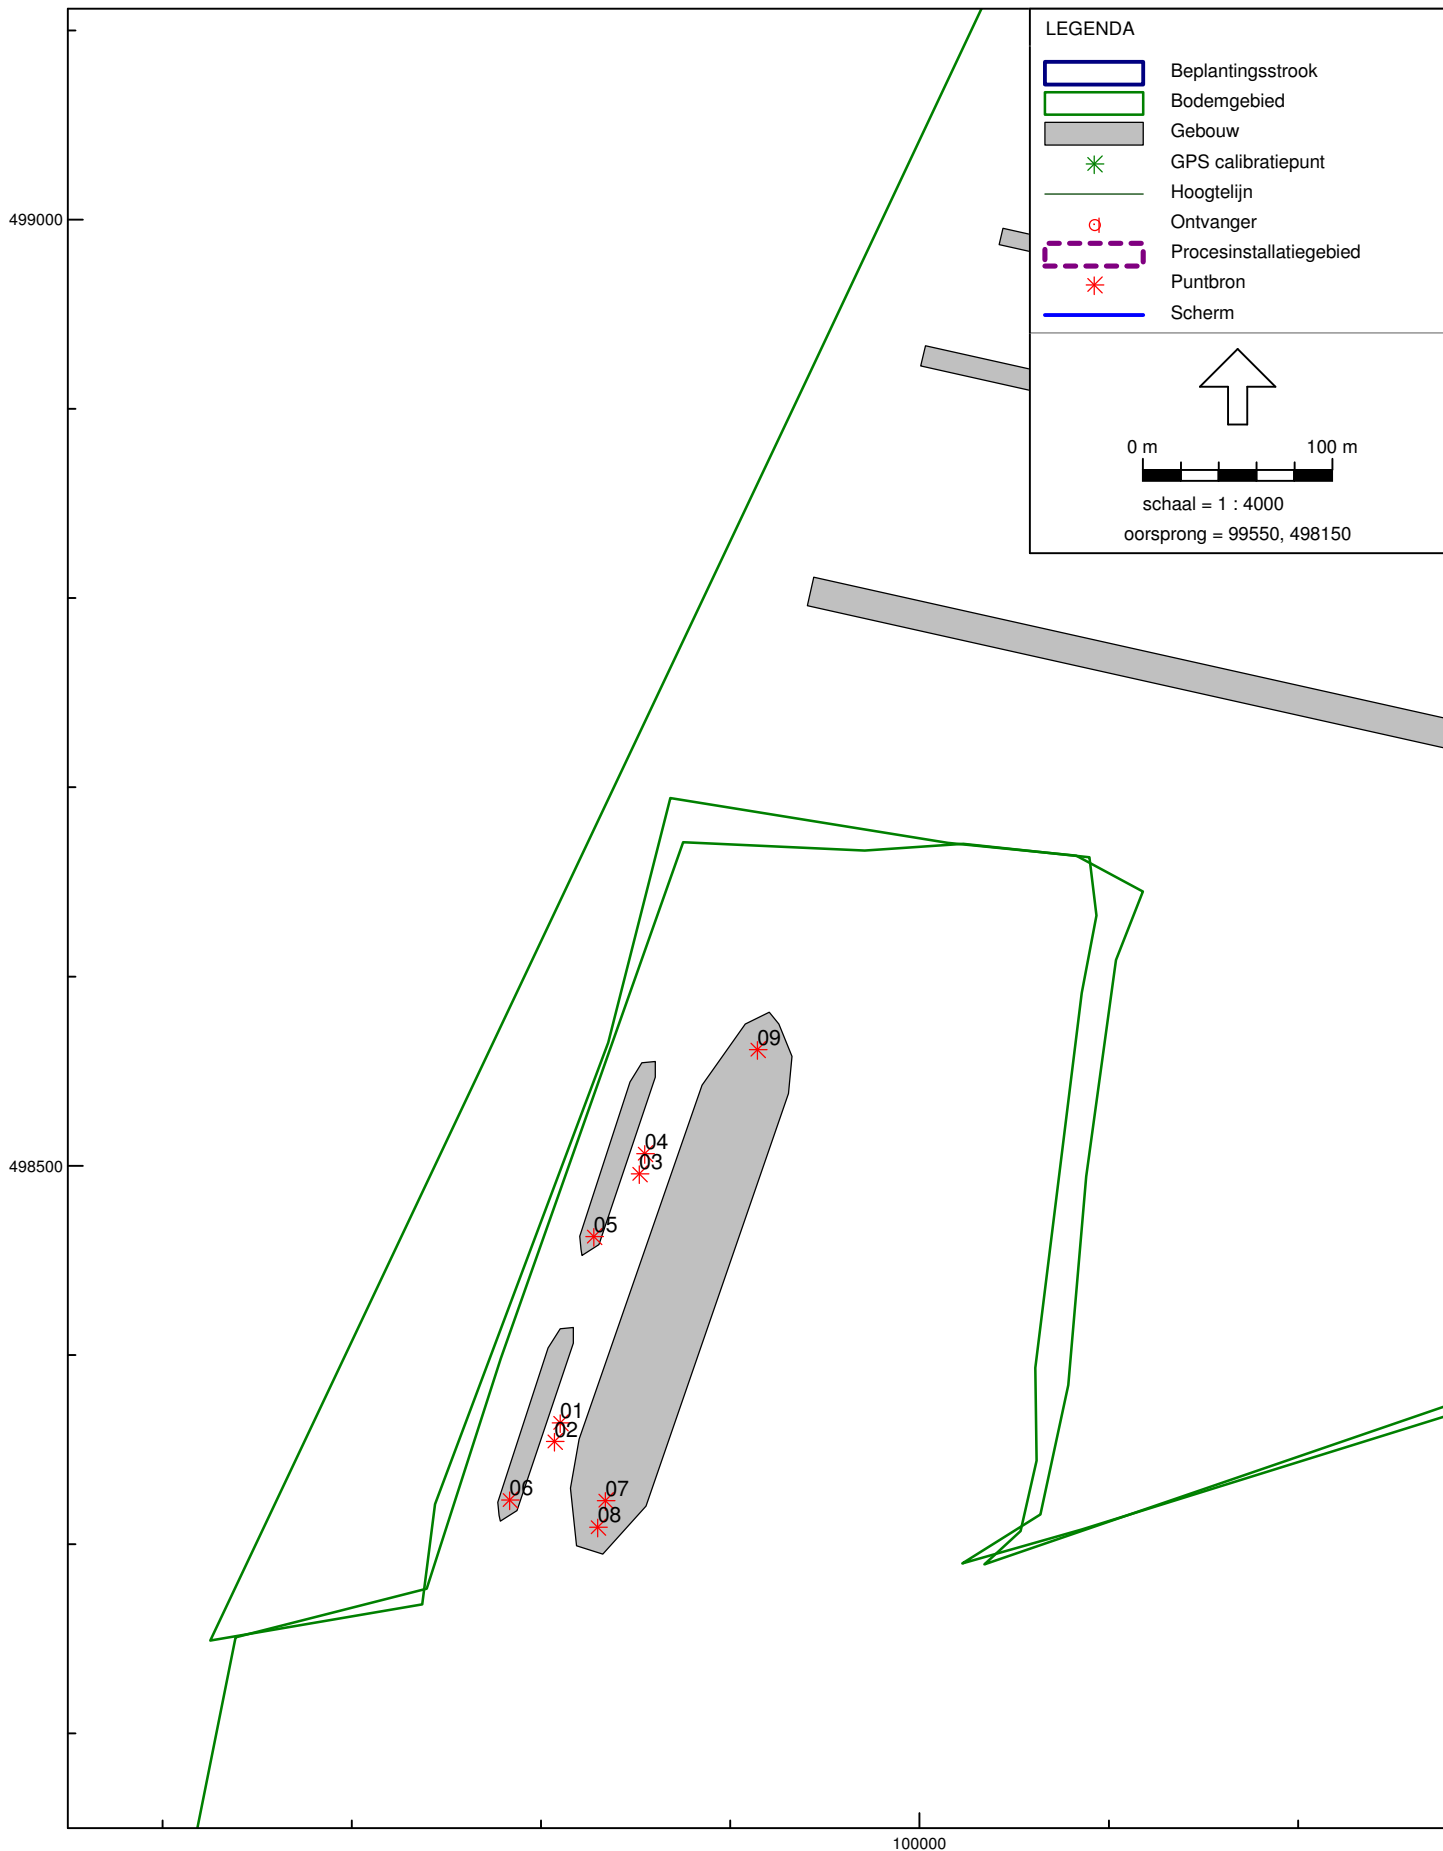 LEGENDA
Beplantingsstrook
Bodemgebied
Gebouw
GPS calibratiepunt
Hoogtelijn
Ontvanger
Procesinstallatiegebied
Puntbron
Scherm
0 m 100 m
schaal = 1 : 4000
oorsprong = 99550, 498150
499000
09
04
03
498500
05
01
02
06
07
08
100000